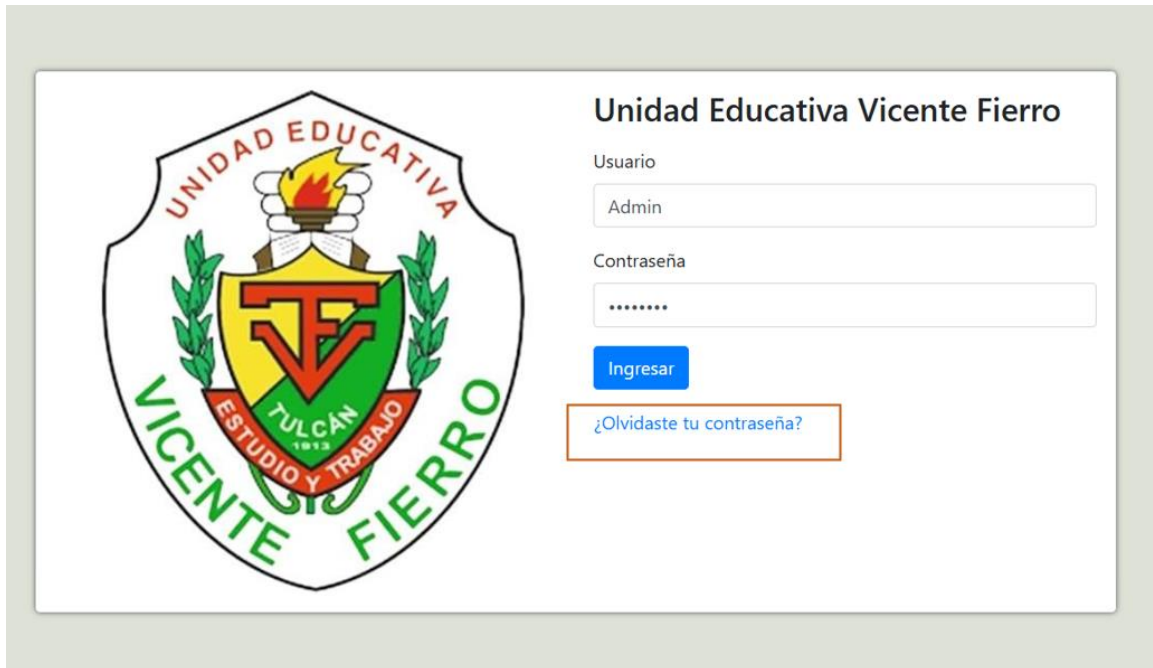 UNIDAD EDUCATIVA
TULCÁN
1913
ESTUDIO Y TRABAJO
VICENTE FIERRO
Unidad Educativa Vicente Fierro
Usuario
Admin
Contraseña
••••••••
Ingresar
¿Olvidaste tu contraseña?